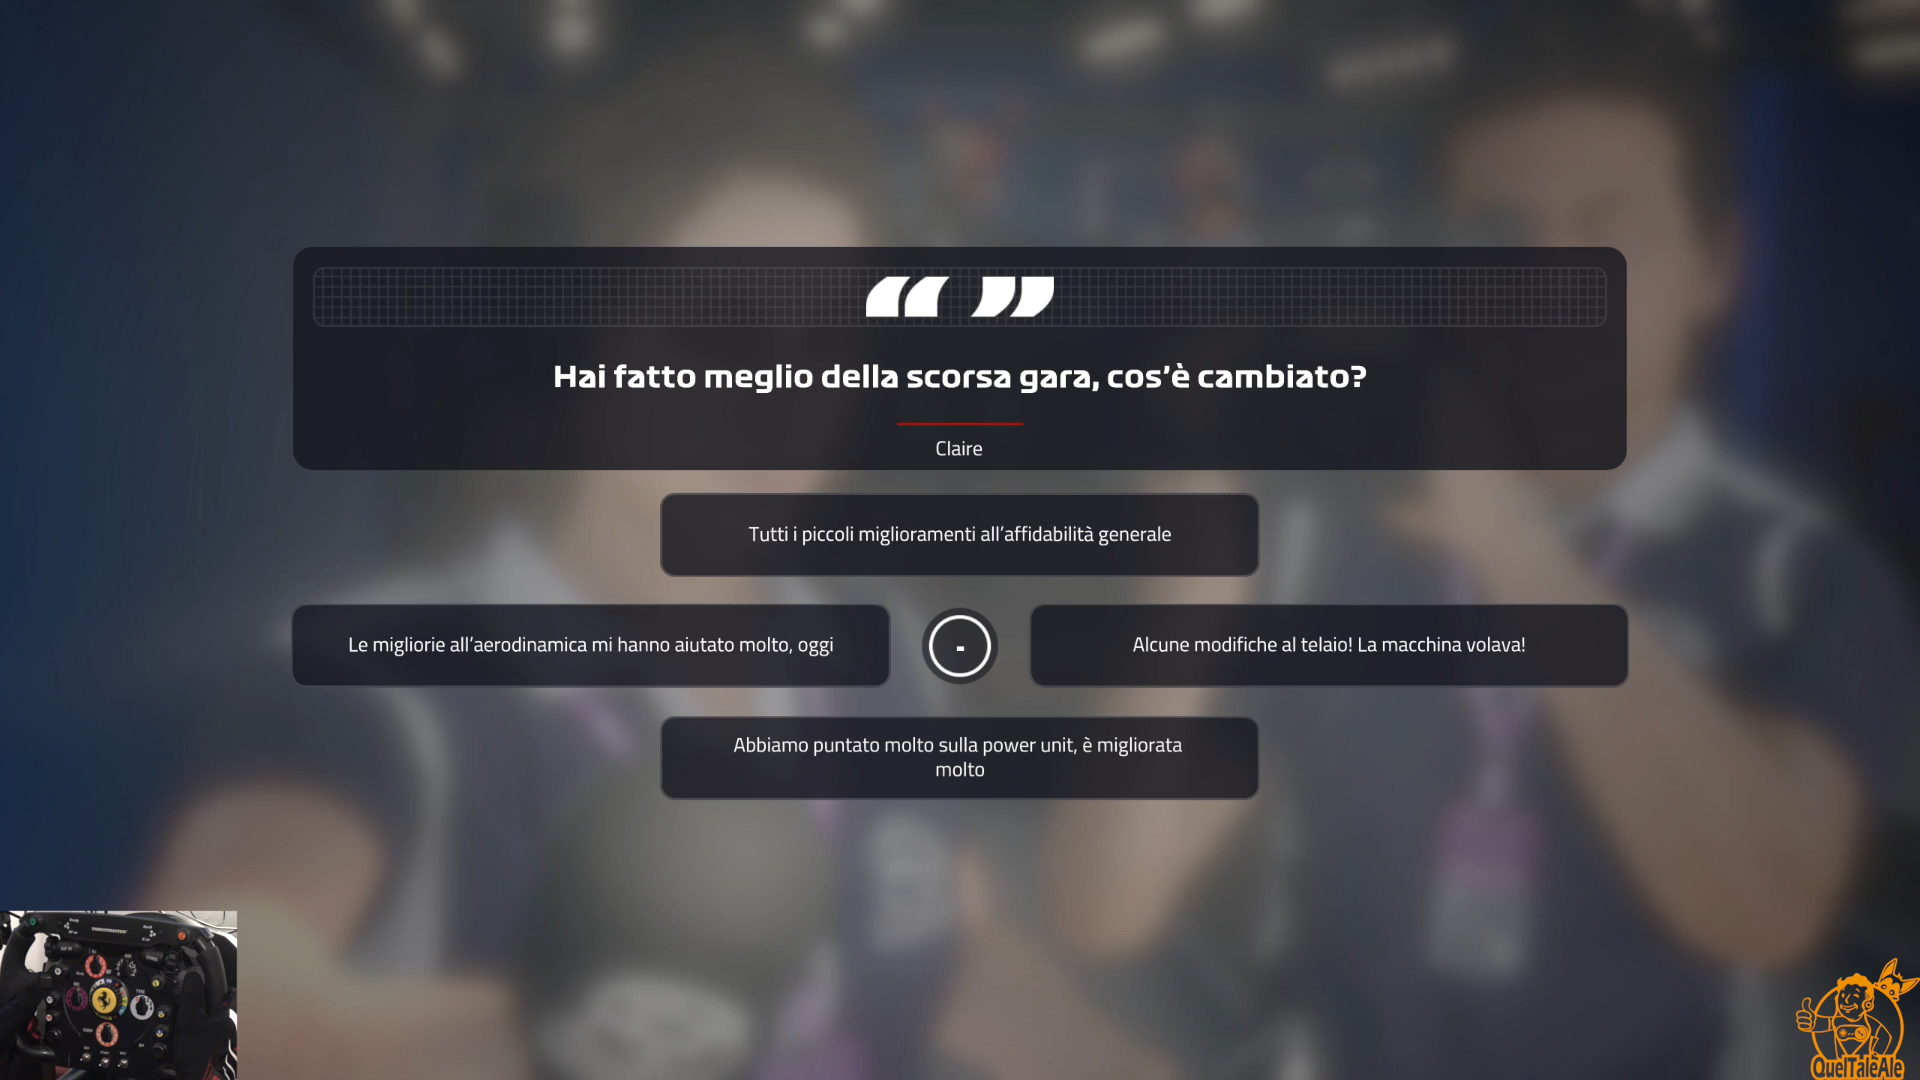 Hai fatto meglio della scorsa gara, cos'è cambiato?
Claire
Tutti i piccoli miglioramenti all'affidabilità generale
Le migliorie all'aerodinamica mi hanno aiutato molto, oggi
-
Alcune modifiche al telaio! La macchina volava!
Abbiamo puntato molto sulla power unit, è migliorata
molto
THRUSTMASTER
QuelTaleAle